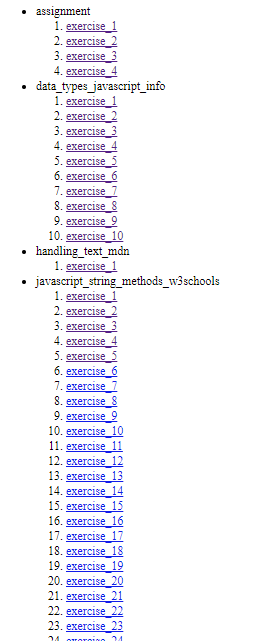 • assignment
1. exercise_1
2. exercise_2
3. exercise_3
4. exercise_4
• data_types_javascript_info
1. exercise_1
2. exercise_2
3. exercise_3
4. exercise_4
5. exercise_5
6. exercise_6
7. exercise_7
8. exercise_8
9. exercise_9
10. exercise_10
• handling_text_mdn
1. exercise_1
• javascript_string_methods_w3schools
1. exercise_1
2. exercise_2
3. exercise_3
4. exercise_4
5. exercise_5
6. exercise_6
7. exercise_7
8. exercise_8
9. exercise_9
10. exercise_10
11. exercise_11
12. exercise_12
13. exercise_13
14. exercise_14
15. exercise_15
16. exercise_16
17. exercise_17
18. exercise_18
19. exercise_19
20. exercise_20
21. exercise_21
22. exercise_22
23. exercise_23
24. exercise_24